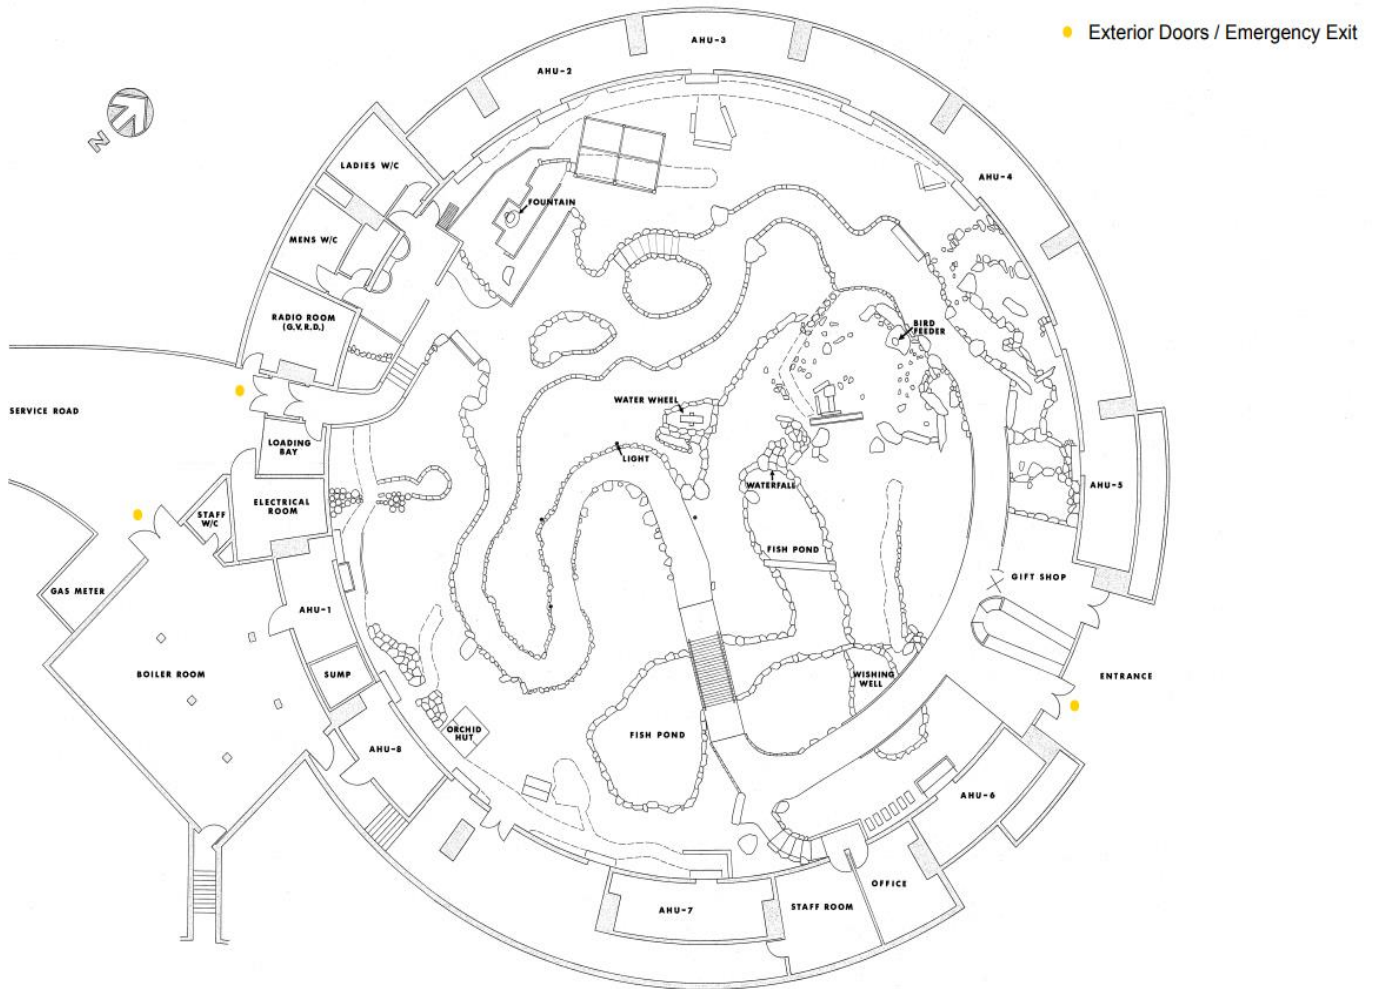 Exterior Doors / Emergency Exit
AHU-3
AHU-2
N
LADIES W/C
AHU-4
FOUNTAIN
MENS W/C
RADIO ROOM
(G.V.R.D.)
BIRD
FEEDER
SERVICE ROAD
WATER WHEEL
LOADING
BAY
LIGHT
WATERFALL
AHU-5
ELECTRICAL
ROOM
STAFF
W/C
FISH POND
GIFT SHOP
GAS METER
AHU-1
BOILER ROOM
SUMP
WISHING
WELL
ENTRANCE
ORCHID
HUT
FISH POND
AHU-8
AHU-6
OFFICE
STAFF ROOM
AHU-7